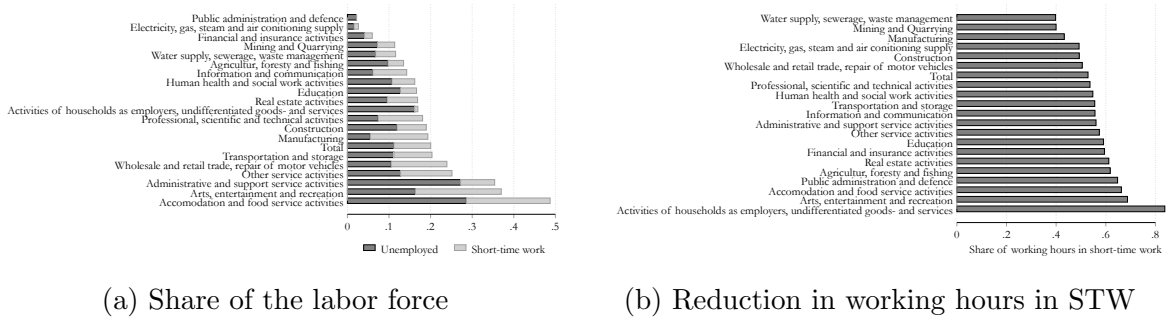 Public administration and defence
Electricity, gas, steam and air conitioning supply
Financial and insurance activities
Mining and Quarrying
Water supply, sewerage, waste management
Agricultur, foresty and fishing
Information and communication
Human health and social work activities
Education
Real estate activities
Activities of households as employers, undifferentiated goods- and services
Professional, scientific and technical activities
Construction
Manufacturing
Total
Transportation and storage
Wholesale and retail trade, repair of motor vehicles
Other service activities
Administrative and support service activities
Arts, entertainment and recreation
Accomodation and food service activities
0 .1 .2 .3 .4 .5
Unemployed Short-time work
(a) Share of the labor force
Water supply, sewerage, waste management
Mining and Quarrying
Manufacturing
Electricity, gas, steam and air conitioning supply
Construction
Wholesale and retail trade, repair of motor vehicles
Total
Professional, scientific and technical activities
Human health and social work activities
Transportation and storage
Information and communication
Administrative and support service activities
Other service activities
Education
Financial and insurance activities
Real estate activities
Agricultur, foresty and fishing
Public administration and defence
Accomodation and food service activities
Arts, entertainment and recreation
Activities of households as employers, undifferentiated goods- and services
0 .2 .4 .6 .8
Share of working hours in short-time work
(b) Reduction in working hours in STW